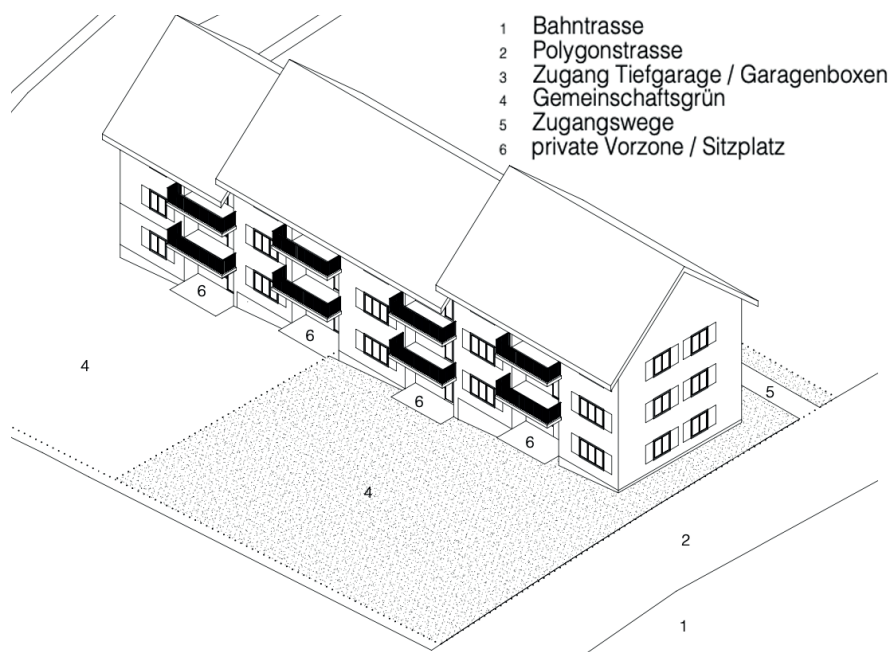 1 Bahntrasse
2 Polygonstrasse
3 Zugang Tiefgarage / Garagenboxen
4 Gemeinschaftsgrün
5 Zugangswege
6 private Vorzone / Sitzplatz
6
6
4
5
6
6
4
2
1